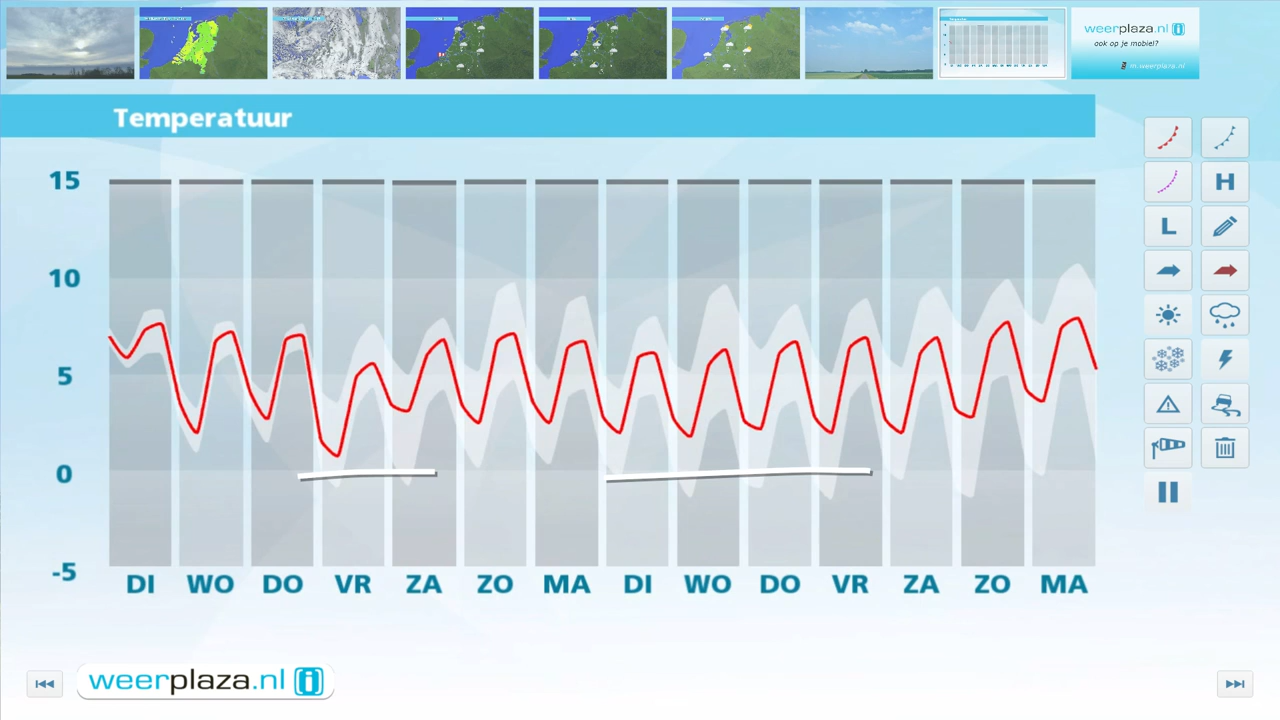 weerplaza.nl i
ook op je mobiel?
m.weerplaza.nl
Temperatuur
15
10
5
0
-5
DI WO DO VR ZA ZO MA DI WO DO VR ZA ZO MA
H
L
weerplaza.nl i